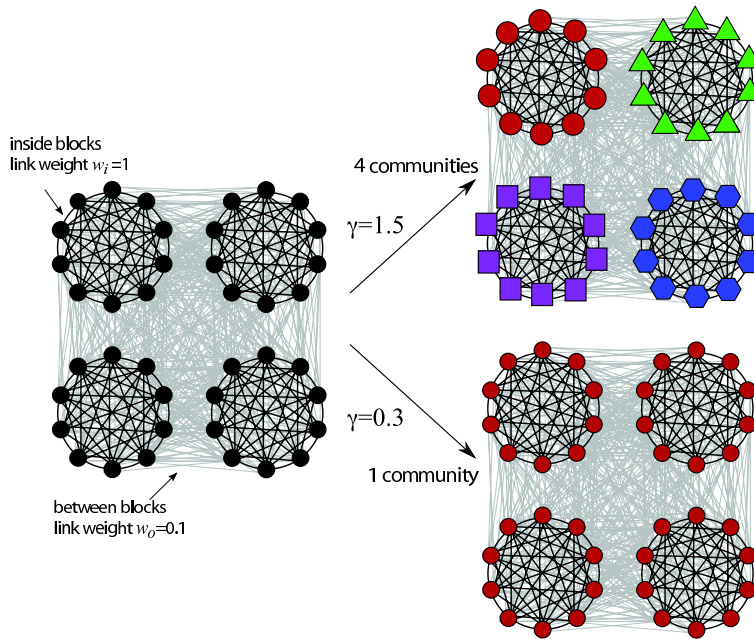 inside blocks
link weight wᵢ=1
4 communities
γ=1.5
γ=0.3
1 community
between blocks
link weight wₒ=0.1